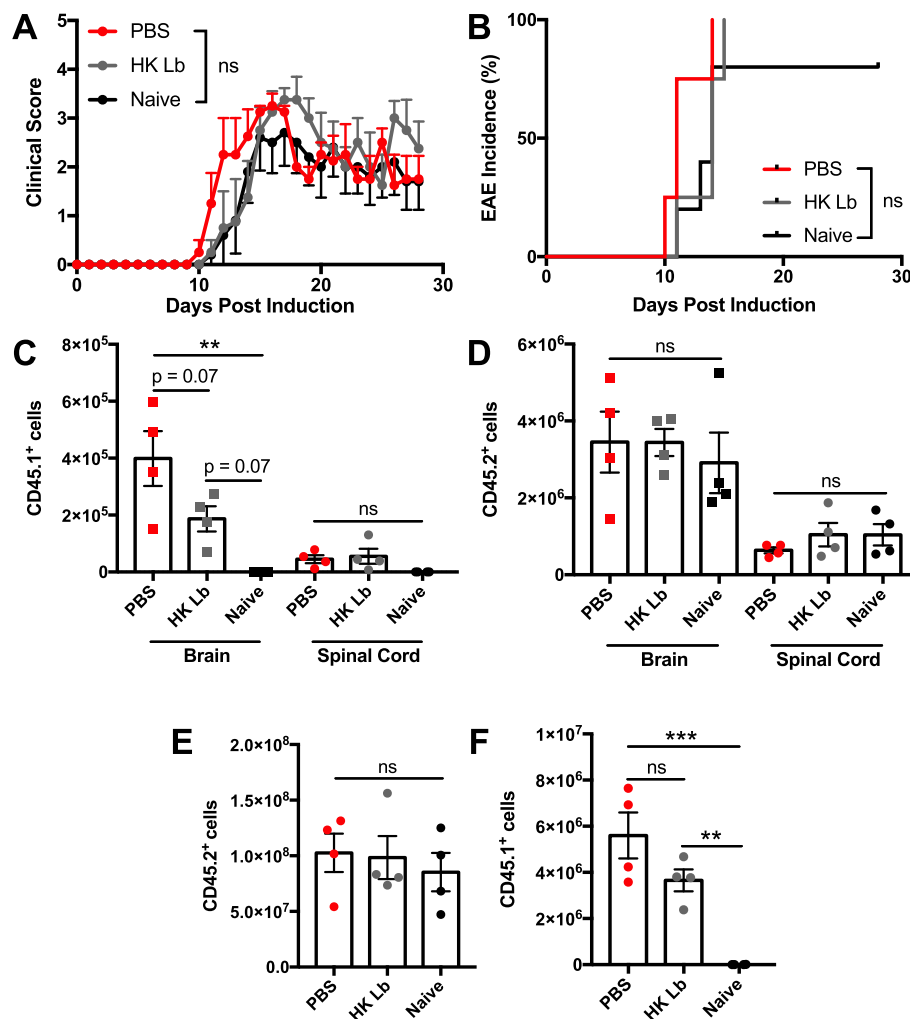 A
PBS
HK Lb
Naive
ns
Clinical Score
5
4
3
2
1
0
0 10 20 30
Days Post Induction
B
EAE Incidence (%)
100
50
0
PBS
HK Lb
Naive
ns
0 10 20 30
Days Post Induction
C
CD45.1⁺ cells
8×10⁵
6×10⁵
4×10⁵
2×10⁵
0
**
p = 0.07
p = 0.07
ns
PBS HK Lb Naive PBS HK Lb Naive
Brain Spinal Cord
D
CD45.2⁺ cells
6×10⁶
4×10⁶
2×10⁶
0
ns
ns
PBS HK Lb Naive PBS HK Lb Naive
Brain Spinal Cord
E
CD45.2⁺ cells
2.0×10⁸
1.5×10⁸
1.0×10⁸
5.0×10⁷
0.0
ns
PBS HK Lb Naive
F
CD45.1⁺ cells
1×10⁷
8×10⁶
6×10⁶
4×10⁶
2×10⁶
0
***
ns
**
PBS HK Lb Naive